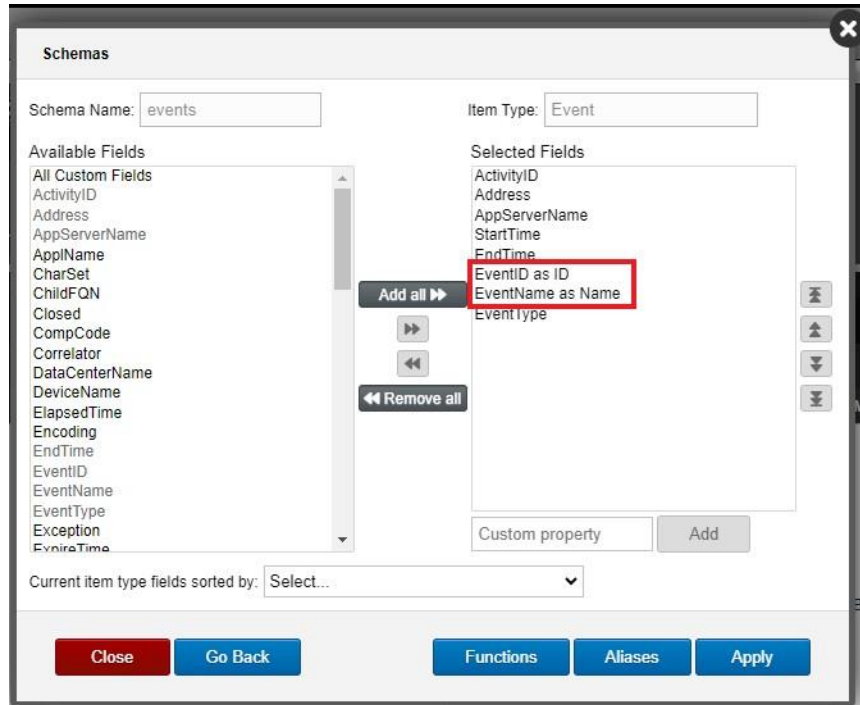 Schemas
Schema Name: events
Item Type: Event
Available Fields
All Custom Fields
ActivityID
Address
AppServerName
ApplName
CharSet
ChildFQN
Closed
CompCode
Correlator
DataCenterName
DeviceName
ElapsedTime
Encoding
EndTime
EventID
EventName
EventType
Exception
ExpireTime
Add all
Remove all
Selected Fields
ActivityID
Address
AppServerName
StartTime
EndTime
EventID as ID
EventName as Name
EventType
Custom property
Add
Current item type fields sorted by: Select...
Close
Go Back
Functions
Aliases
Apply